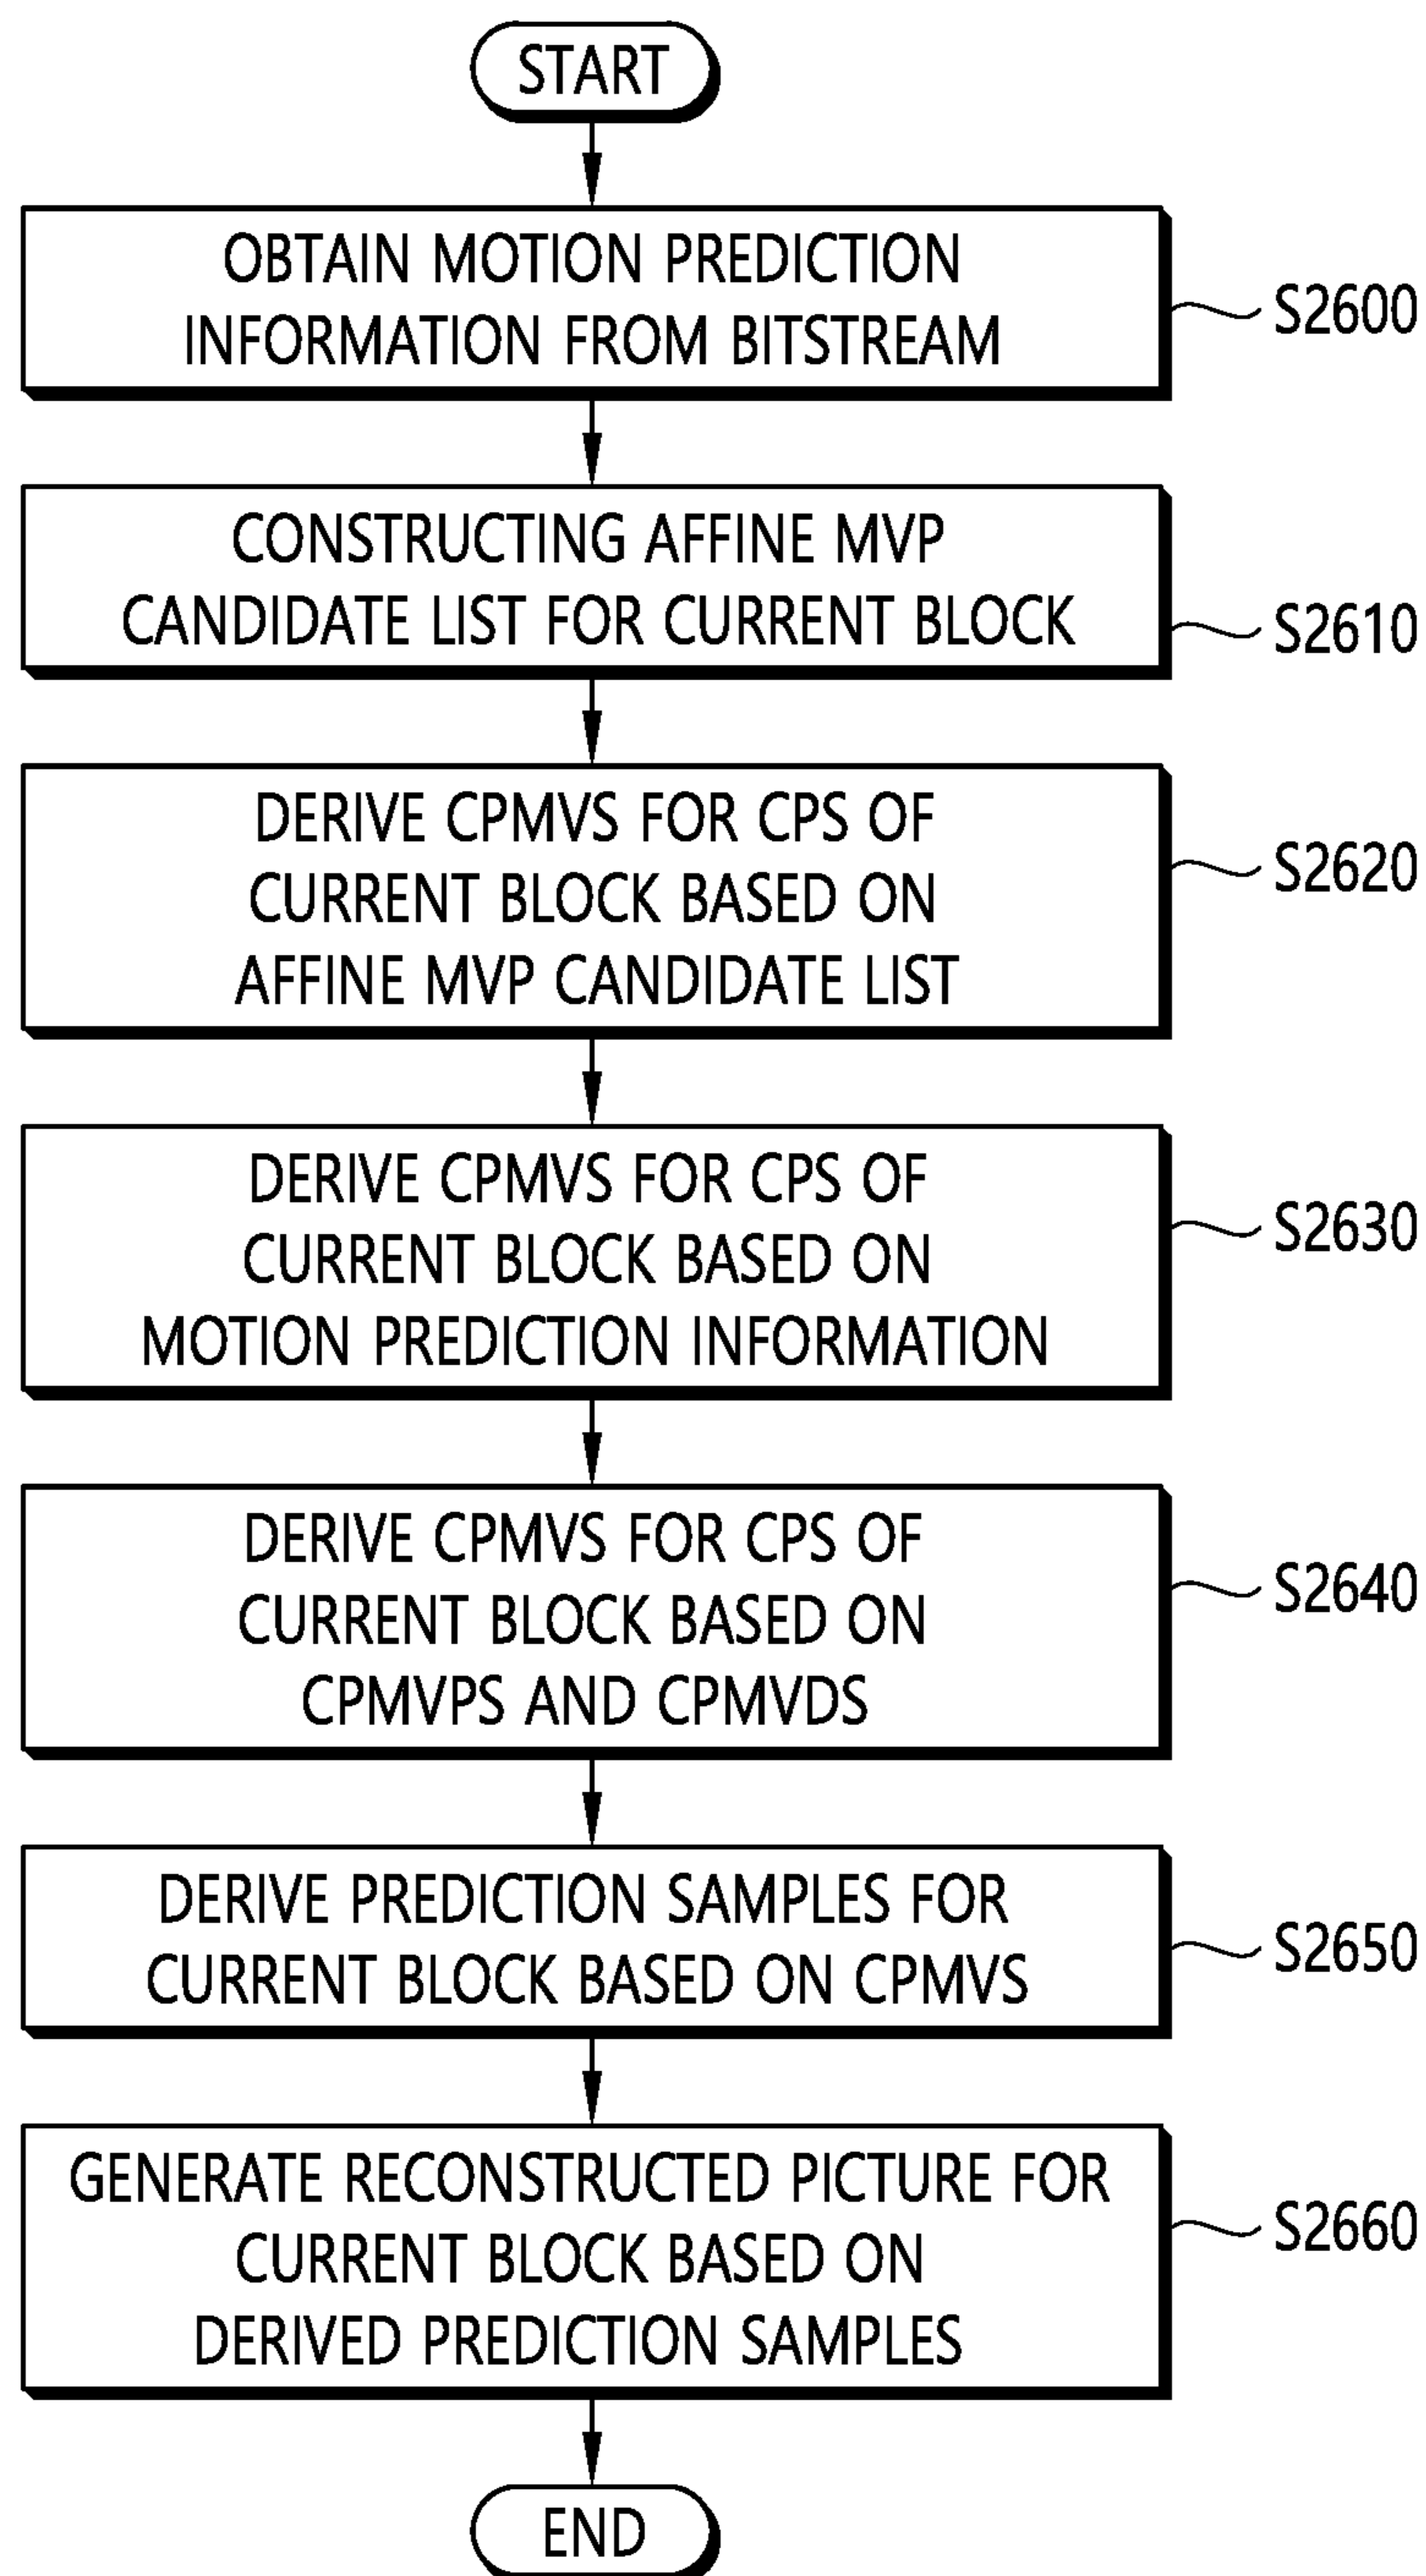 START
OBTAIN MOTION PREDICTION
INFORMATION FROM BITSTREAM
S2600
CONSTRUCTING AFFINE MVP
CANDIDATE LIST FOR CURRENT BLOCK
S2610
DERIVE CPMVS FOR CPS OF
CURRENT BLOCK BASED ON
AFFINE MVP CANDIDATE LIST
S2620
DERIVE CPMVS FOR CPS OF
CURRENT BLOCK BASED ON
MOTION PREDICTION INFORMATION
S2630
DERIVE CPMVS FOR CPS OF
CURRENT BLOCK BASED ON
CPMVPS AND CPMVDS
S2640
DERIVE PREDICTION SAMPLES FOR
CURRENT BLOCK BASED ON CPMVS
S2650
GENERATE RECONSTRUCTED PICTURE FOR
CURRENT BLOCK BASED ON
DERIVED PREDICTION SAMPLES
S2660
END